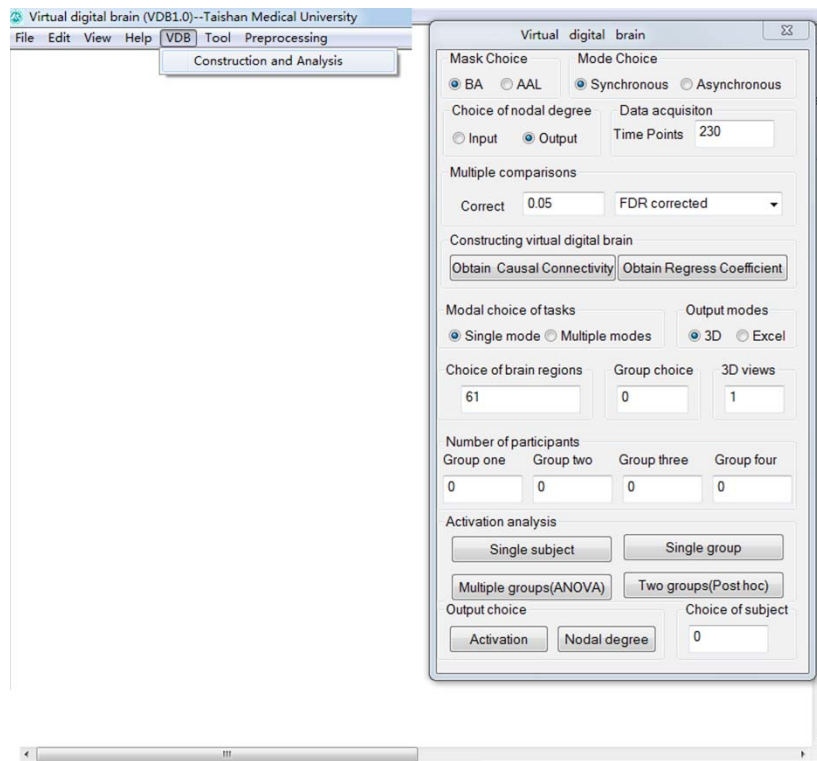 Virtual digital brain (VDB1.0)--Taishan Medical University
File Edit View Help VDB Tool Preprocessing
Construction and Analysis
Virtual digital brain
Mask Choice Mode Choice
BA AAL Synchronous Asynchronous
Choice of nodal degree Data acquisiton
Input Output Time Points 230
Multiple comparisons
Correct 0.05 FDR corrected
Constructing virtual digital brain
Obtain Causal Connectivity Obtain Regress Coefficient
Modal choice of tasks Output modes
Single mode Multiple modes 3D Excel
Choice of brain regions Group choice 3D views
61 0 1
Number of participants
Group one Group two Group three Group four
0 0 0 0
Activation analysis
Single subject Single group
Multiple groups(ANOVA) Two groups(Post hoc)
Output choice Choice of subject
Activation Nodal degree 0